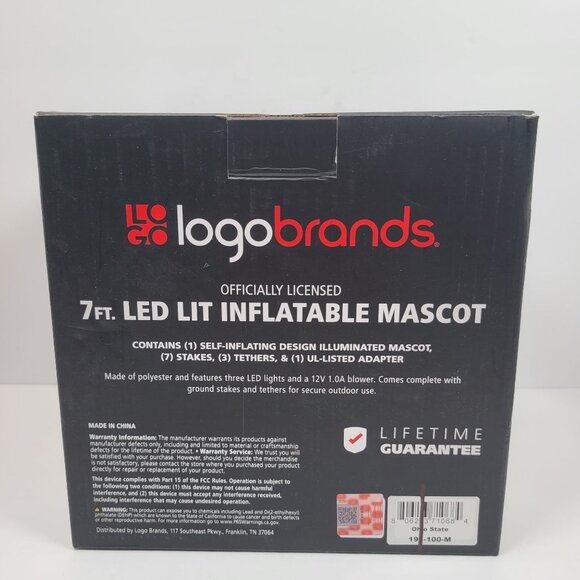 LOGO logobrands.
OFFICIALLY LICENSED
7FT. LED LIT INFLATABLE MASCOT
CONTAINS (1) SELF-INFLATING DESIGN ILLUMINATED MASCOT,
(7) STAKES, (3) TETHERS, & (1) UL-LISTED ADAPTER
Made of polyester and features three LED lights and a 12V 1.0A blower. Comes complete with
ground stakes and tethers for secure outdoor use.
MADE IN CHINA
Warranty Information: The manufacturer warrants its products against
manufacturer defects only, including and limited to material or craftsmanship
defects for the lifetime of the product. • Warranty Service: We trust you will
be satisfied with your purchase. However, should you decide the merchandise
is not satisfactory, please contact the store where you purchased your product
directly for repair or replacement of your product.
This device complies with Part 15 of the FCC Rules. Operation is subject to
the following two conditions: (1) this device may not cause harmful
interference, and (2) this device must accept any interference received,
including interference that may cause undesired operation.
WARNING: This product can expose you to chemicals including Lead and Di(2-ethylhexyl)
phthalate (DEHP) which are known to the State of California to cause cancer and birth defects
or other reproductive harm. For more information go to www.P65Warnings.ca.gov.
Distributed by Logo Brands, 117 Southeast Pkwy., Franklin, TN 37064
LIFETIME
GUARANTEE
Ohio State
100-M